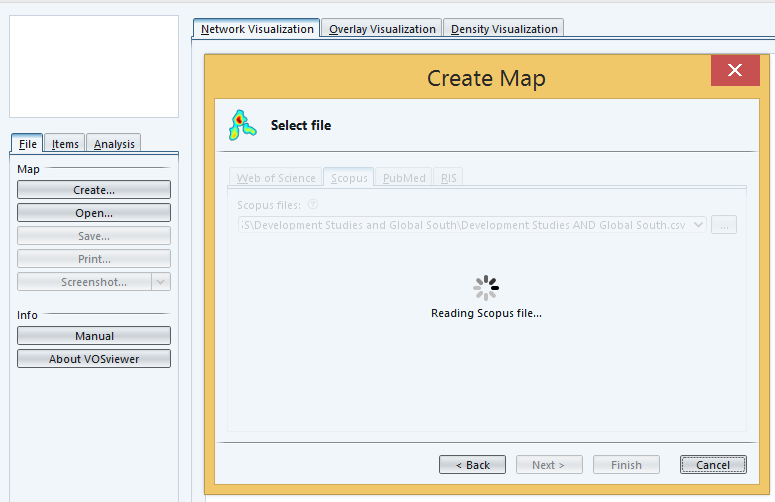 Network Visualization Overlay Visualization Density Visualization
Create Map
Select file
File Items Analysis
Map
Create...
Open...
Save...
Print...
Screenshot...
Info
Manual
About VOSviewer
Web of Science Scopus PubMed RIS
Scopus files:
S\Development Studies and Global South\Development Studies AND Global South.csv
...
Reading Scopus file...
< Back Next > Finish Cancel